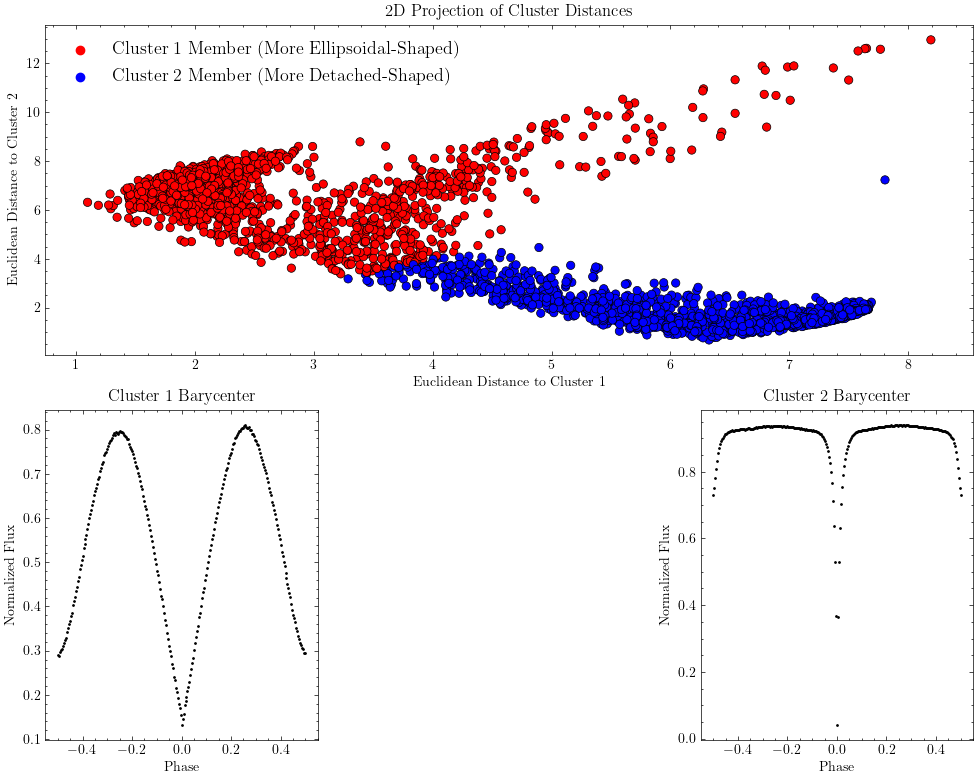 2D Projection of Cluster Distances
Cluster 1 Member (More Ellipsoidal-Shaped)
Cluster 2 Member (More Detached-Shaped)
Euclidean Distance to Cluster 2
12
10
8
6
4
2
1 2 3 4 5 6 7 8
Euclidean Distance to Cluster 1
Cluster 1 Barycenter
Normalized Flux
0.8
0.7
0.6
0.5
0.4
0.3
0.2
0.1
−0.4 −0.2 0.0 0.2 0.4
Phase
Cluster 2 Barycenter
Normalized Flux
0.8
0.6
0.4
0.2
0.0
−0.4 −0.2 0.0 0.2 0.4
Phase